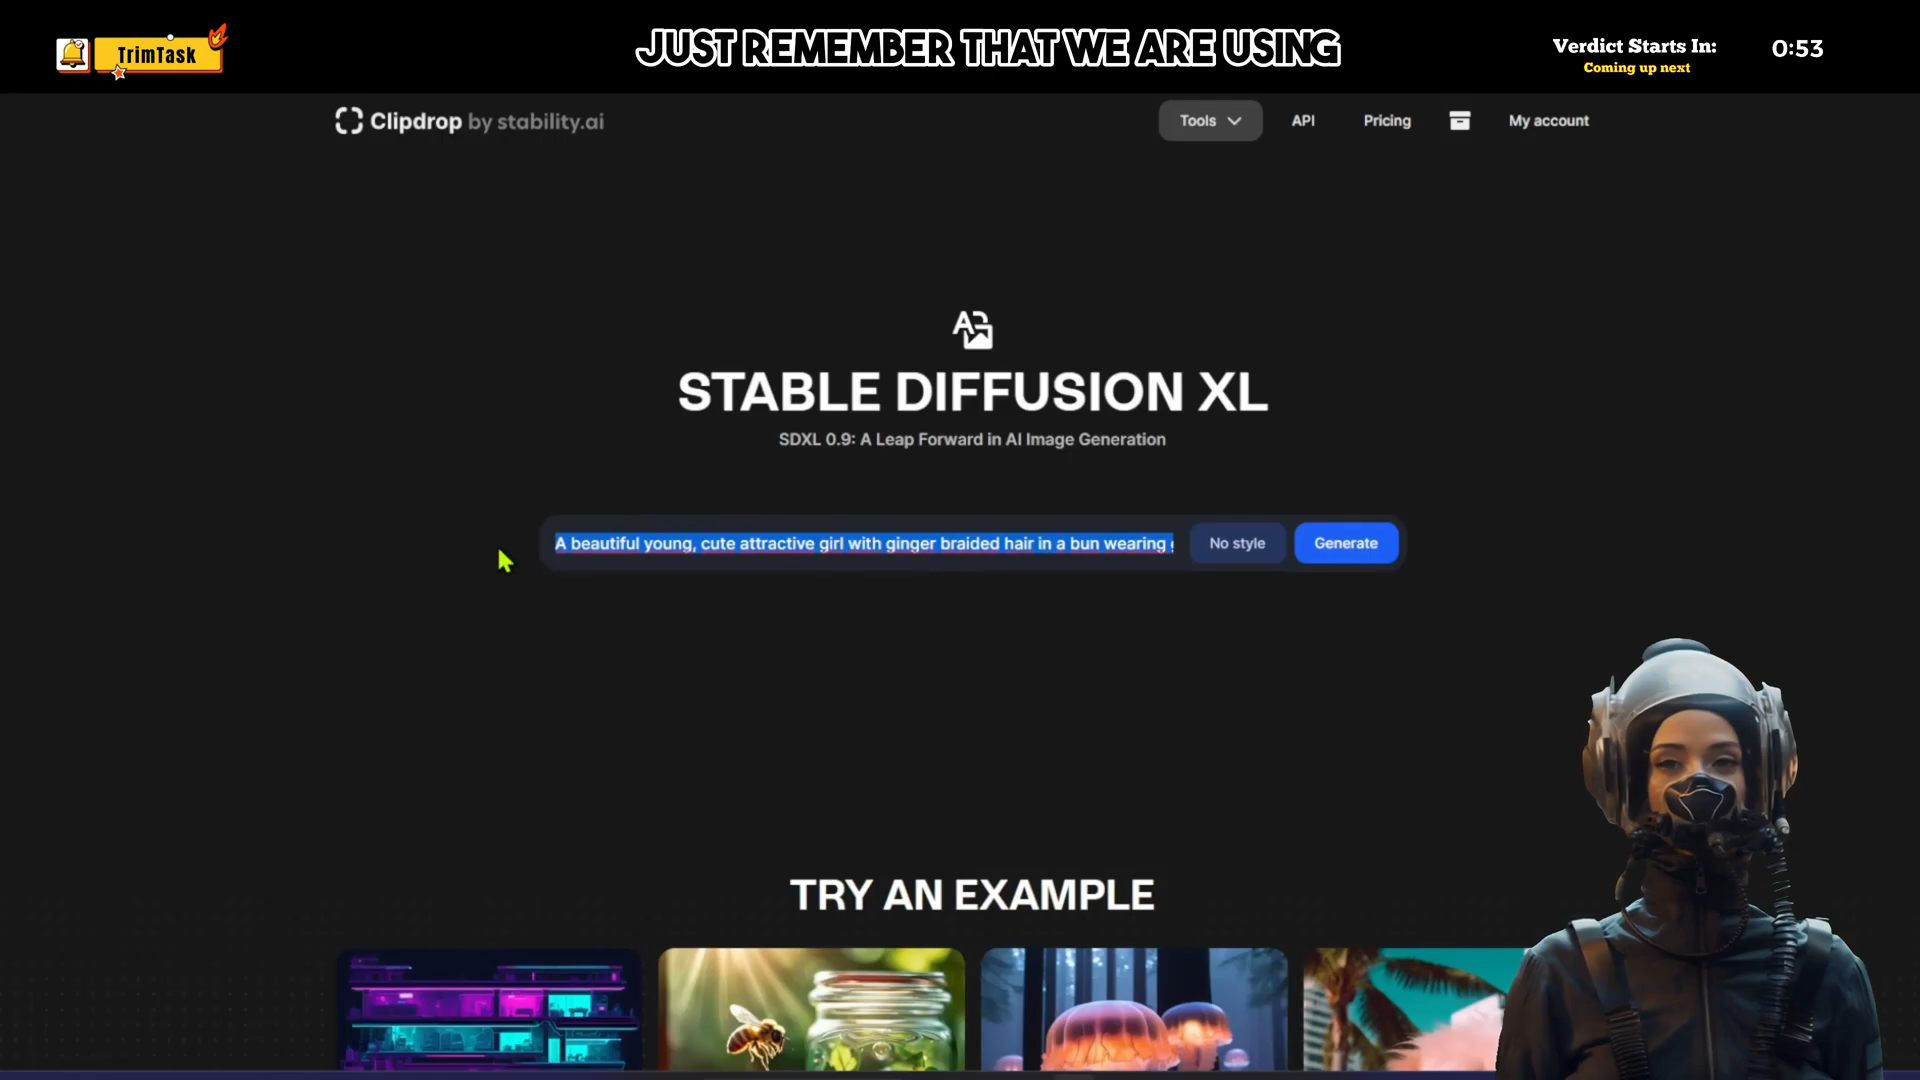 TrimTask
JUST REMEMBER THAT WE ARE USING
Verdict Starts In:
Coming up next
0:53
Clipdrop by stability.ai
Tools
API
Pricing
My account
STABLE DIFFUSION XL
SDXL 0.9: A Leap Forward in AI Image Generation
A beautiful young, cute attractive girl with ginger braided hair in a bun wearing
No style
Generate
TRY AN EXAMPLE